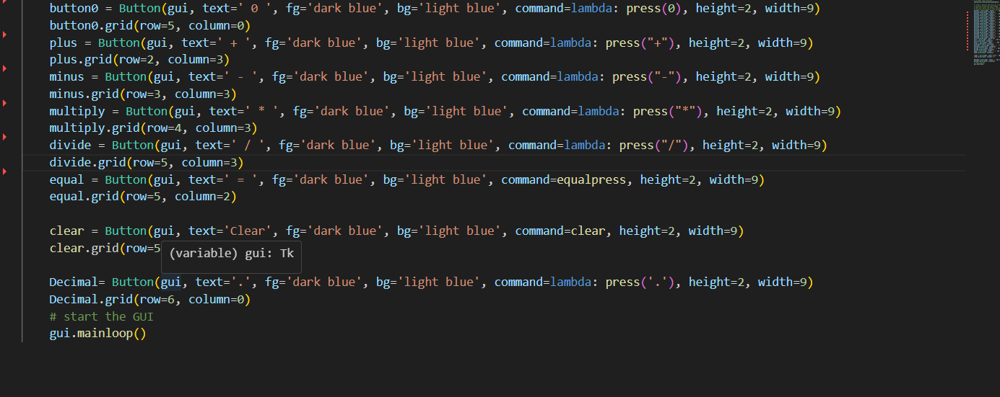 button0 = Button(gui, text=' 0 ', fg='dark blue', bg='light blue', command=lambda: press(0), height=2, width=9)
button0.grid(row=5, column=0)
plus = Button(gui, text=' + ', fg='dark blue', bg='light blue', command=lambda: press("+"), height=2, width=9)
plus.grid(row=2, column=3)
minus = Button(gui, text=' - ', fg='dark blue', bg='light blue', command=lambda: press("-"), height=2, width=9)
minus.grid(row=3, column=3)
multiply = Button(gui, text=' * ', fg='dark blue', bg='light blue', command=lambda: press("*"), height=2, width=9)
multiply.grid(row=4, column=3)
divide = Button(gui, text=' / ', fg='dark blue', bg='light blue', command=lambda: press("/"), height=2, width=9)
divide.grid(row=5, column=3)
equal = Button(gui, text=' = ', fg='dark blue', bg='light blue', command=equalpress, height=2, width=9)
equal.grid(row=5, column=2)
clear = Button(gui, text='Clear', fg='dark blue', bg='light blue', command=clear, height=2, width=9)
clear.grid(row=5
(variable) gui: Tk
Decimal= Button(gui, text='.', fg='dark blue', bg='light blue', command=lambda: press('.'), height=2, width=9)
Decimal.grid(row=6, column=0)
# start the GUI
gui.mainloop()